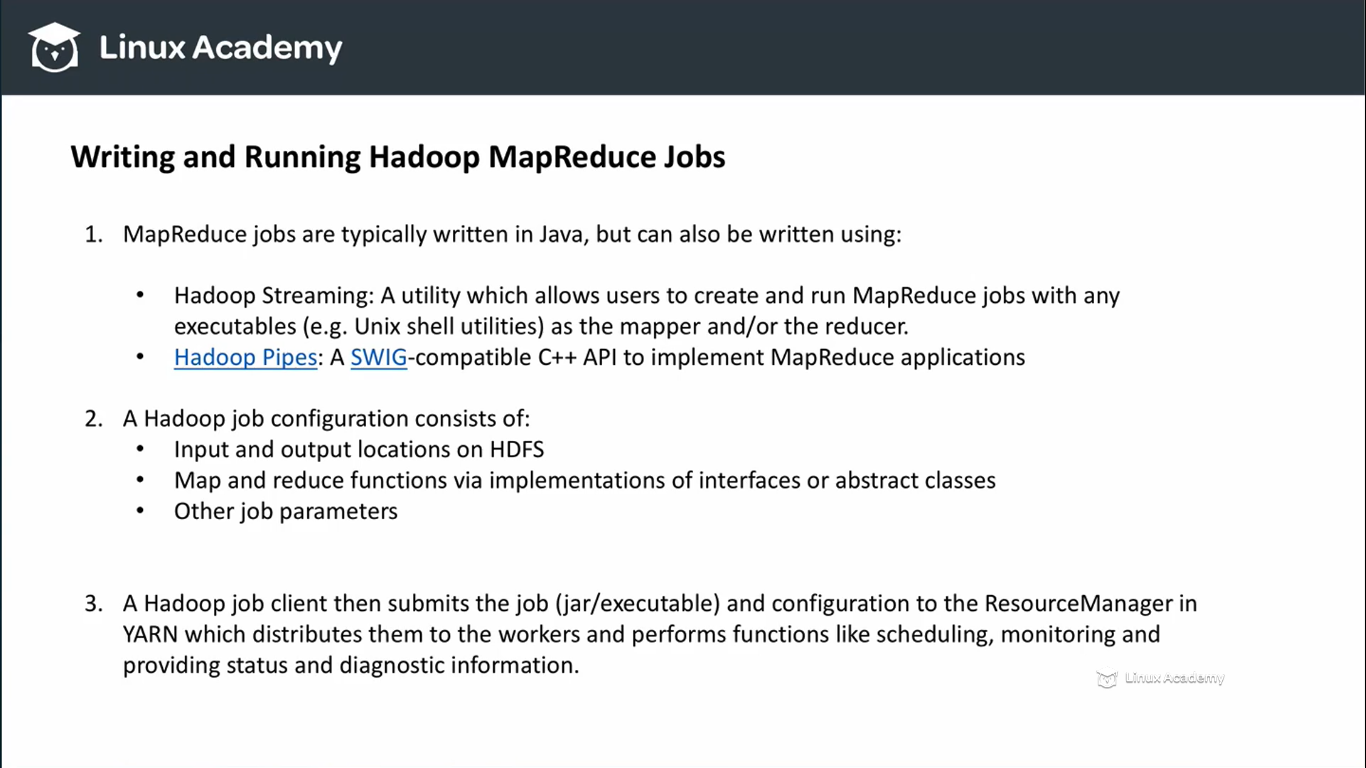 Linux Academy
Writing and Running Hadoop MapReduce Jobs
1. MapReduce jobs are typically written in Java, but can also be written using:
• Hadoop Streaming: A utility which allows users to create and run MapReduce jobs with any
executables (e.g. Unix shell utilities) as the mapper and/or the reducer.
• Hadoop Pipes: A SWIG-compatible C++ API to implement MapReduce applications
2. A Hadoop job configuration consists of:
• Input and output locations on HDFS
• Map and reduce functions via implementations of interfaces or abstract classes
• Other job parameters
3. A Hadoop job client then submits the job (jar/executable) and configuration to the ResourceManager in
YARN which distributes them to the workers and performs functions like scheduling, monitoring and
providing status and diagnostic information.
Linux Academy